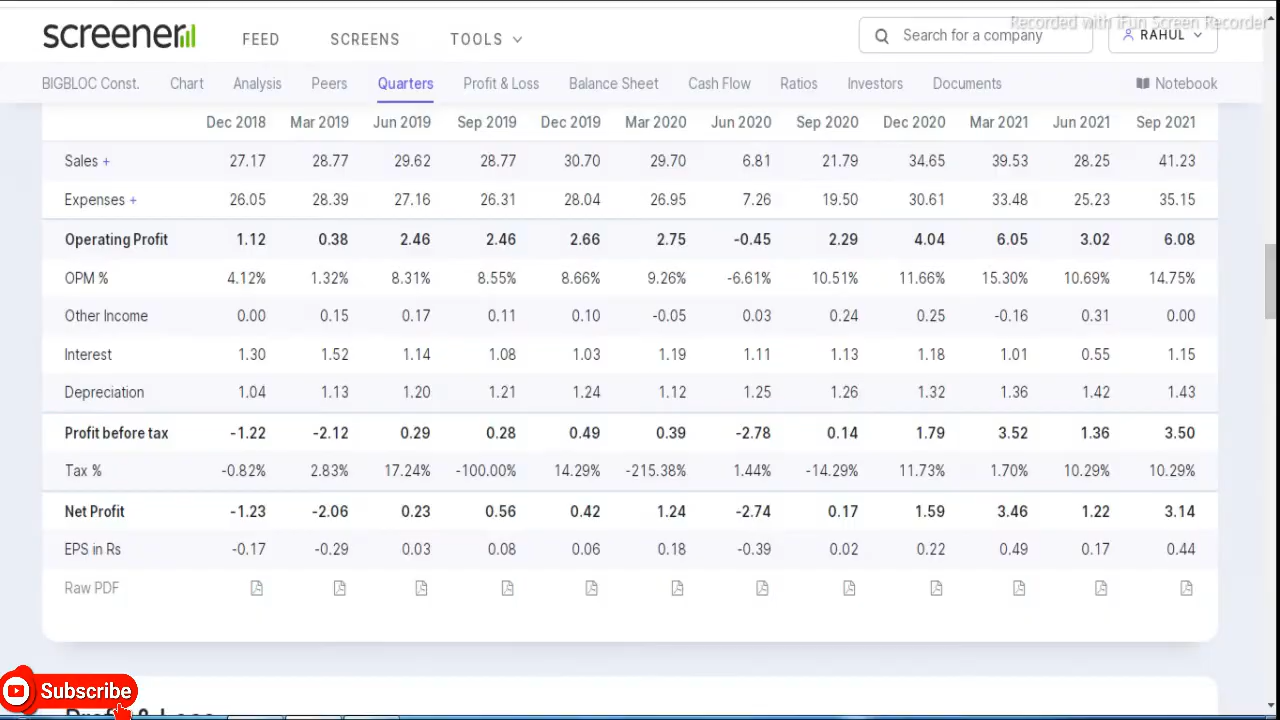 Recorded with iFun Screen Recorder
screener FEED SCREENS TOOLS Search for a company RAHUL
BIGBLOC Const. Chart Analysis Peers Quarters Profit & Loss Balance Sheet Cash Flow Ratios Investors Documents Notebook
Dec 2018 Mar 2019 Jun 2019 Sep 2019 Dec 2019 Mar 2020 Jun 2020 Sep 2020 Dec 2020 Mar 2021 Jun 2021 Sep 2021
Sales + 27.17 28.77 29.62 28.77 30.70 29.70 6.81 21.79 34.65 39.53 28.25 41.23
Expenses + 26.05 28.39 27.16 26.31 28.04 26.95 7.26 19.50 30.61 33.48 25.23 35.15
Operating Profit 1.12 0.38 2.46 2.46 2.66 2.75 -0.45 2.29 4.04 6.05 3.02 6.08
OPM % 4.12% 1.32% 8.31% 8.55% 8.66% 9.26% -6.61% 10.51% 11.66% 15.30% 10.69% 14.75%
Other Income 0.00 0.15 0.17 0.11 0.10 -0.05 0.03 0.24 0.25 -0.16 0.31 0.00
Interest 1.30 1.52 1.14 1.08 1.03 1.19 1.11 1.13 1.18 1.01 0.55 1.15
Depreciation 1.04 1.13 1.20 1.21 1.24 1.12 1.25 1.26 1.32 1.36 1.42 1.43
Profit before tax -1.22 -2.12 0.29 0.28 0.49 0.39 -2.78 0.14 1.79 3.52 1.36 3.50
Tax % -0.82% 2.83% 17.24% -100.00% 14.29% -215.38% 1.44% -14.29% 11.73% 1.70% 10.29% 10.29%
Net Profit -1.23 -2.06 0.23 0.56 0.42 1.24 -2.74 0.17 1.59 3.46 1.22 3.14
EPS in Rs -0.17 -0.29 0.03 0.08 0.06 0.18 -0.39 0.02 0.22 0.49 0.17 0.44
Raw PDF
Subscribe
Profit & Loss